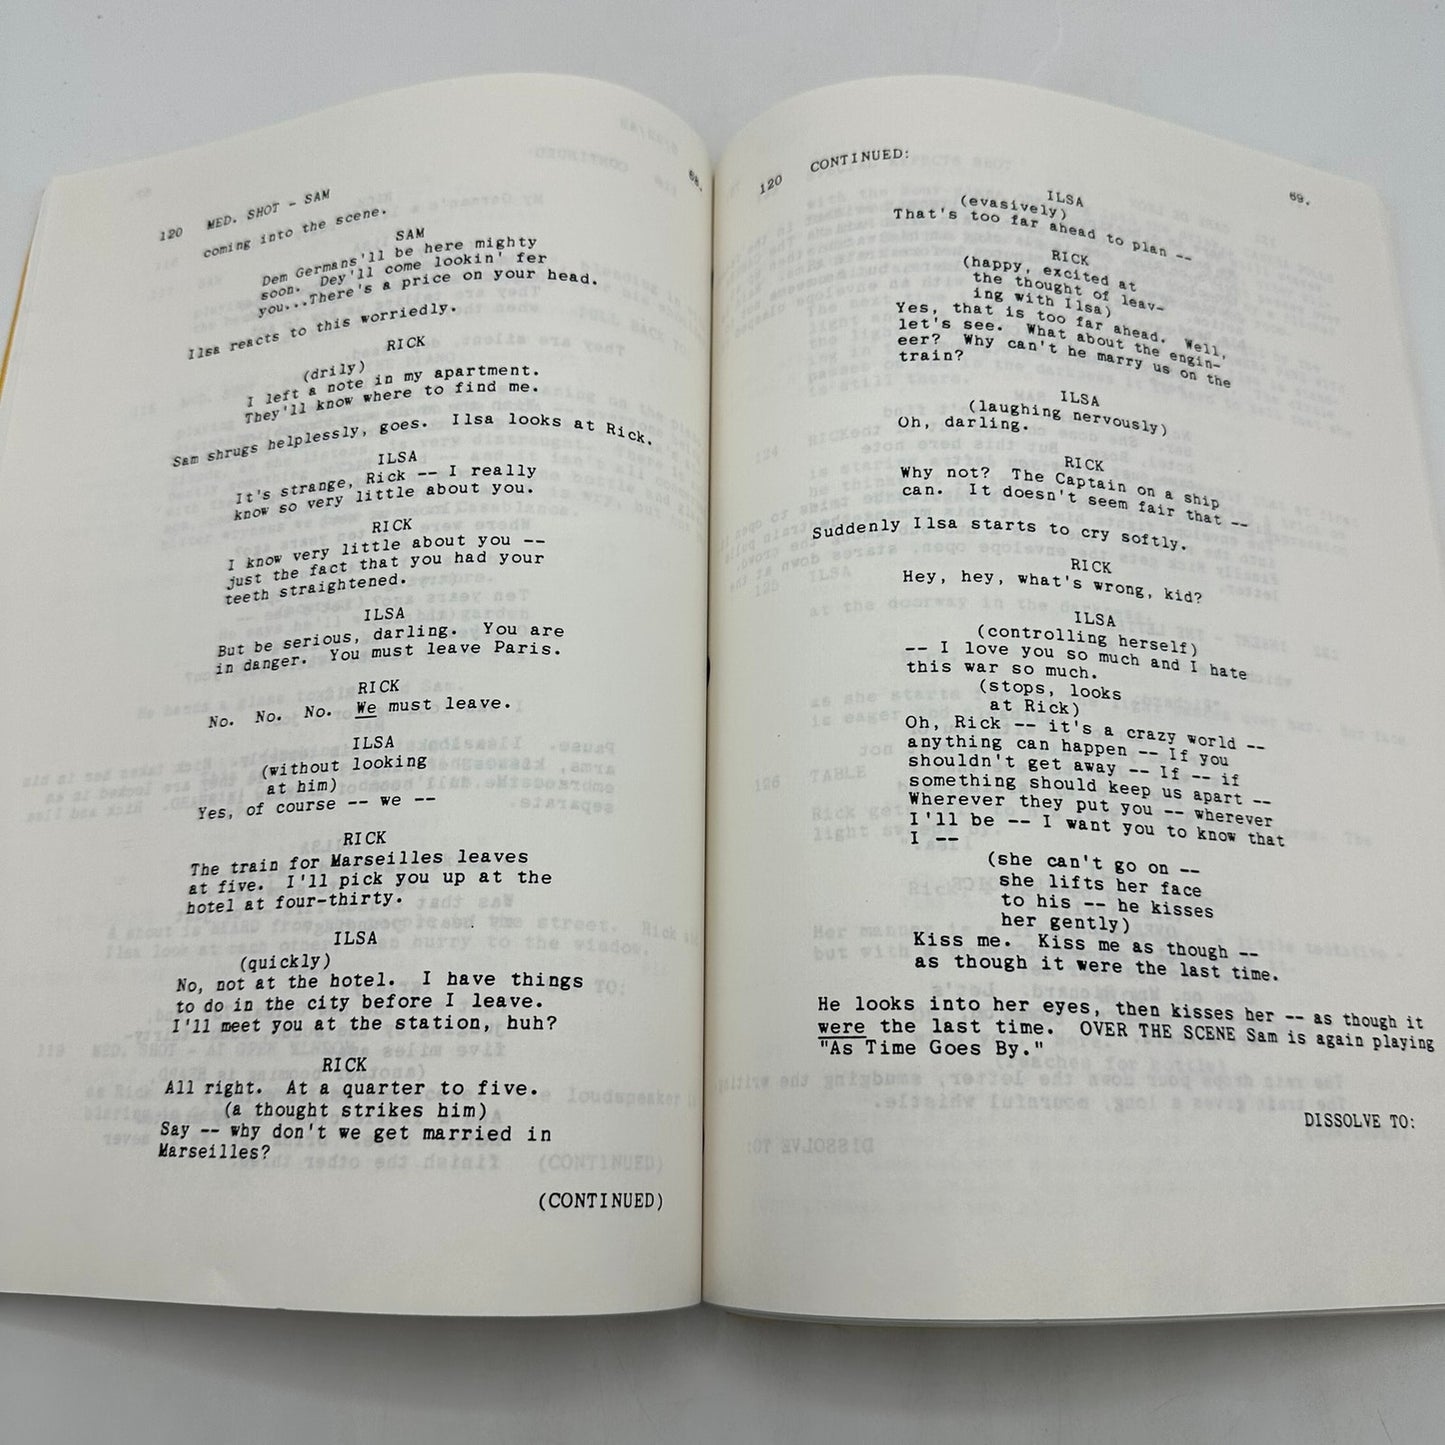 68.
120 MED. SHOT - SAM
coming into the scene.
SAM
Dem Germans'll be here mighty
soon. Dey'll come lookin' fer
you...There's a price on your head.
Ilsa reacts to this worriedly.
RICK
(drily)
I left a note in my apartment.
They'll know where to find me.
Sam shrugs helplessly, goes. Ilsa looks at Rick.
ILSA
It's strange, Rick -- I really
know so very little about you.
RICK
I know very little about you --
just the fact that you had your
teeth straightened.
ILSA
But be serious, darling. You are
in danger. You must leave Paris.
RICK
No. No. No. We must leave.
ILSA
(without looking
at him)
Yes, of course -- we --
RICK
The train for Marseilles leaves
at five. I'll pick you up at the
hotel at four-thirty.
ILSA
(quickly)
No, not at the hotel. I have things
to do in the city before I leave.
I'll meet you at the station, huh?
RICK
All right. At a quarter to five.
(a thought strikes him)
Say -- why don't we get married in
Marseilles?
(CONTINUED)
69.
120 CONTINUED:
ILSA
(evasively)
That's too far ahead to plan --
RICK
(happy, excited at
the thought of leav-
ing with Ilsa)
Yes, that is too far ahead. Well,
let's see. What about the engin-
eer? Why can't he marry us on the
train?
ILSA
(laughing nervously)
Oh, darling.
RICK
Why not? The Captain on a ship
can. It doesn't seem fair that --
Suddenly Ilsa starts to cry softly.
RICK
Hey, hey, what's wrong, kid?
ILSA
(controlling herself)
-- I love you so much and I hate
this war so much.
(stops, looks
at Rick)
Oh, Rick -- it's a crazy world --
anything can happen -- If you
shouldn't get away -- If -- if
something should keep us apart --
Wherever they put you -- wherever
I'll be -- I want you to know that
I --
(she can't go on --
she lifts her face
to his -- he kisses
her gently)
Kiss me. Kiss me as though --
as though it were the last time.
He looks into her eyes, then kisses her -- as though it
were the last time. OVER THE SCENE Sam is again playing
"As Time Goes By."
DISSOLVE TO: